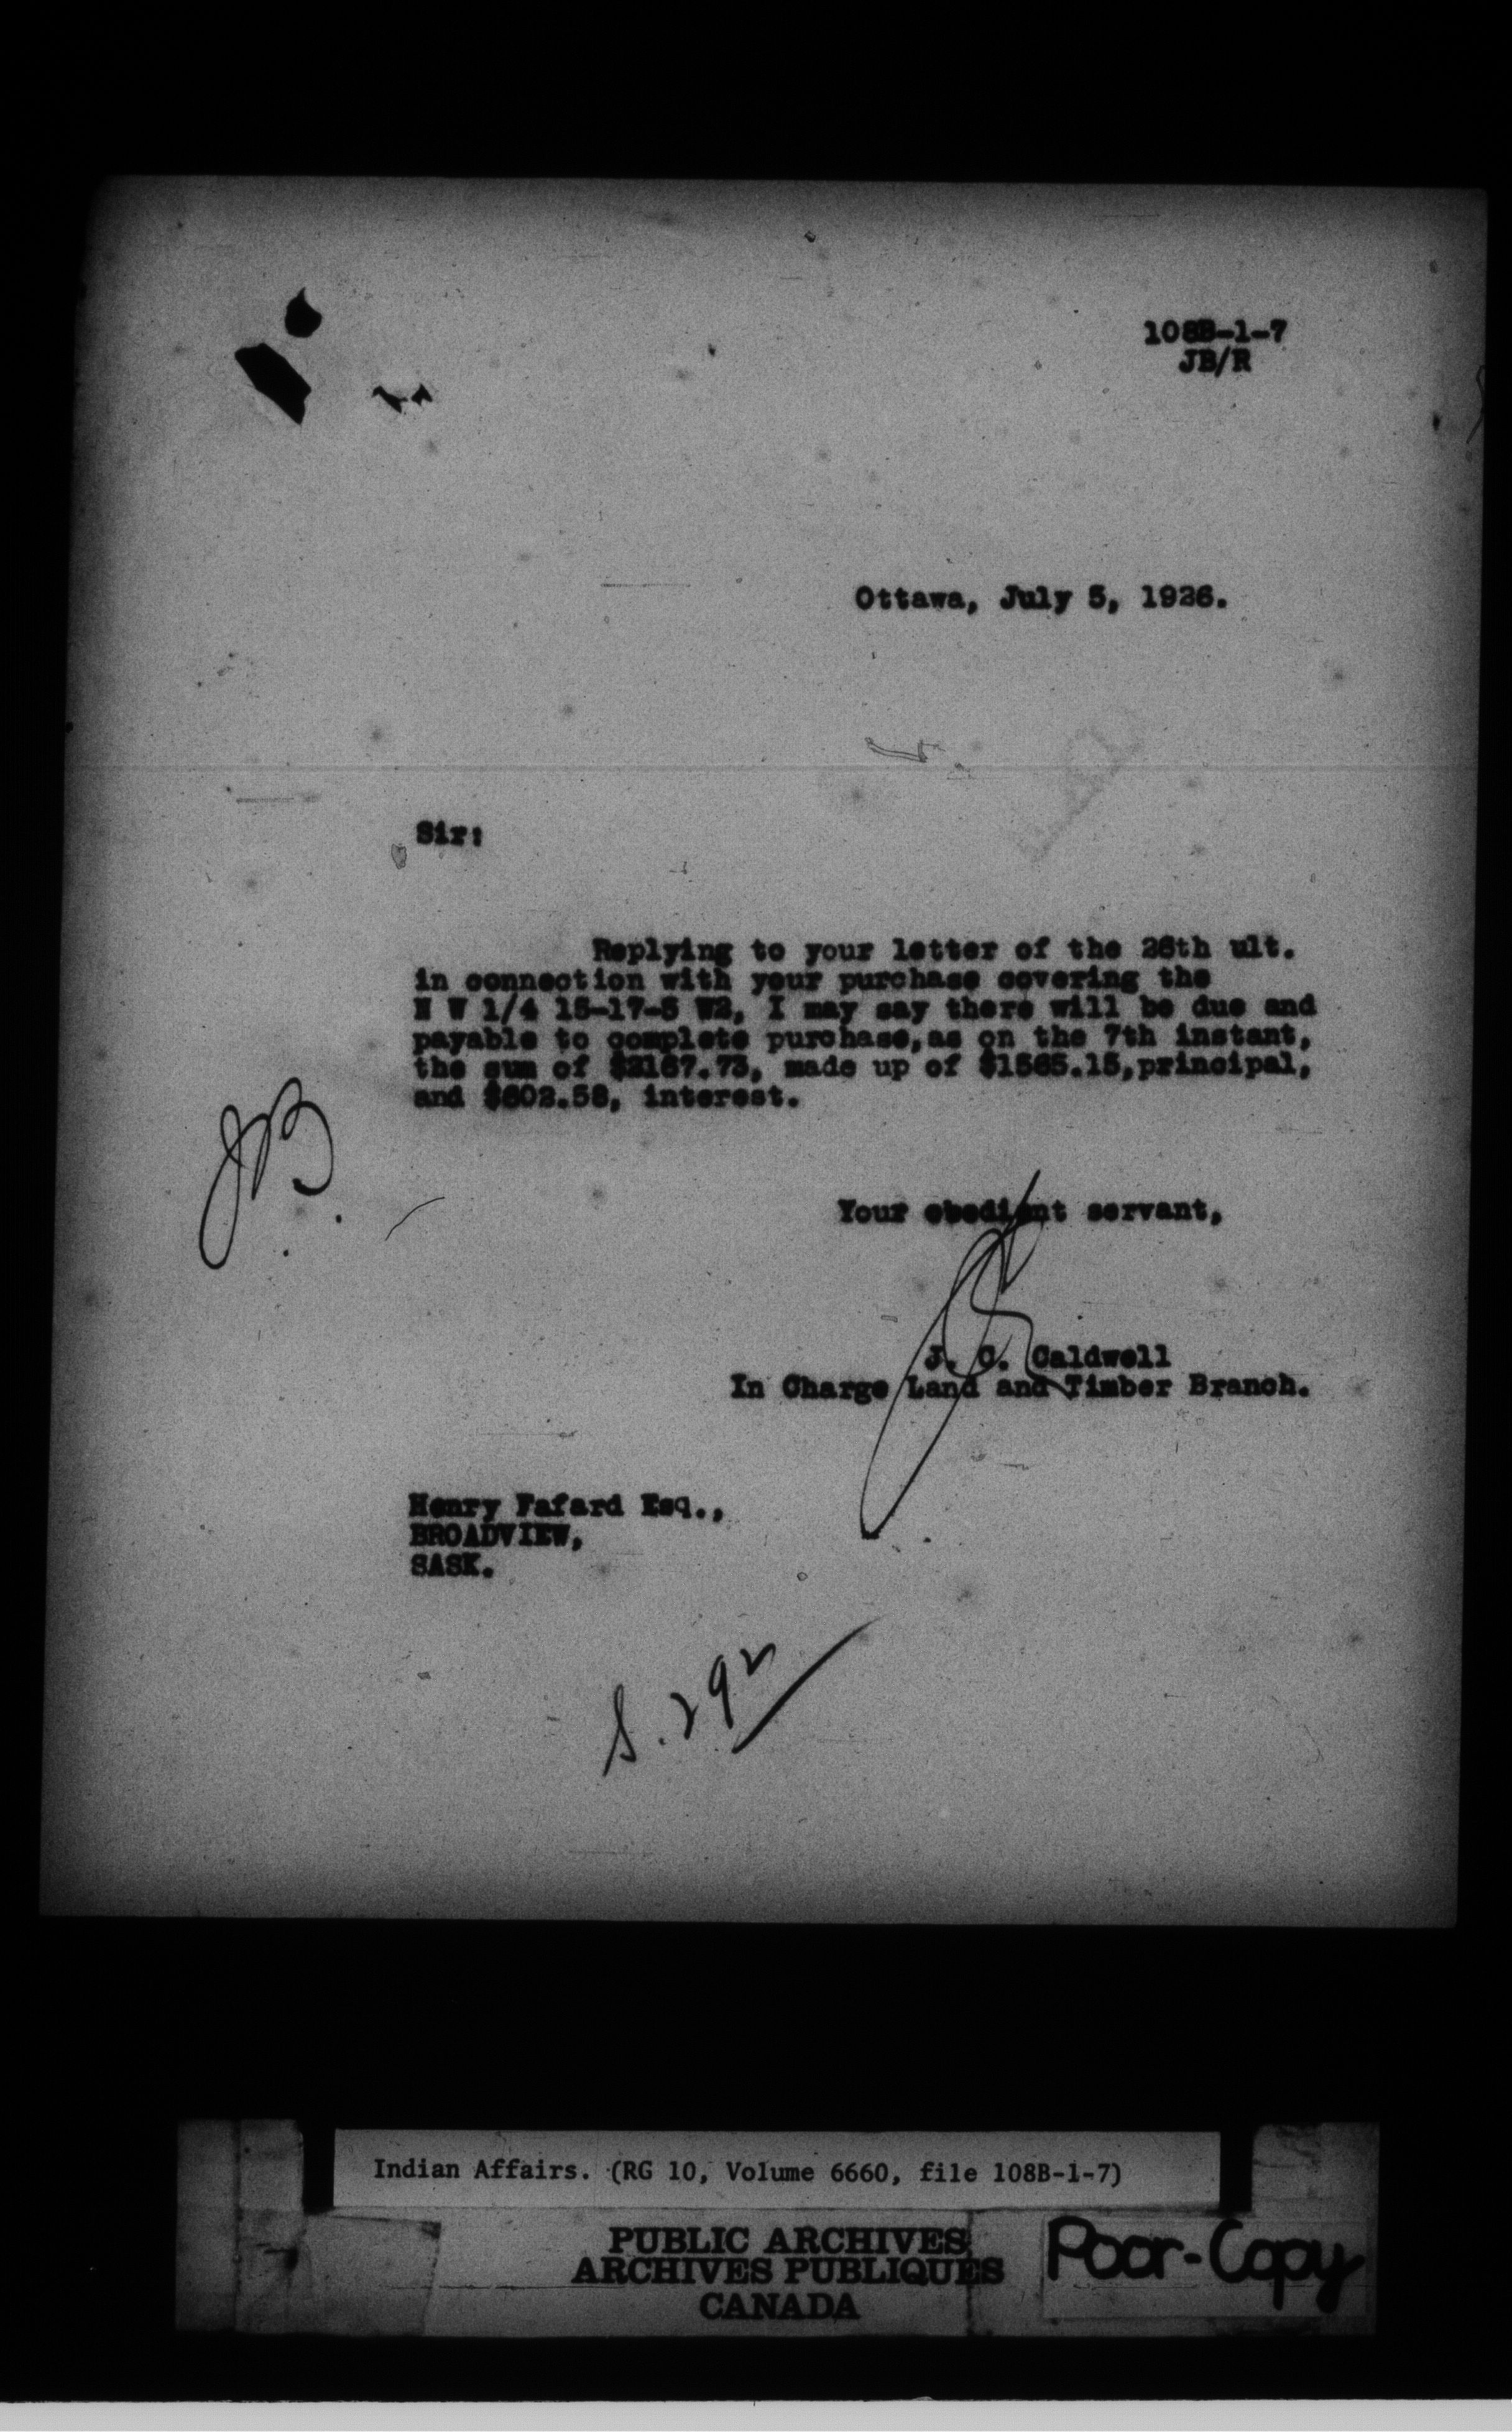 108B-1-7
JB/R
Ottawa, July 5, 1926.
Sir:
Replying to your letter of the 26th ult.
in connection with your purchase covering the
N W 1/4 15-17-5 W2, I may say there will be due and
payable to complete purchase,as on the 7th instant,
the sum of $2167.73, made up of $1565.15,principal,
and $602.58, interest.
JB.
Your obedient servant,
J. C. Caldwell
In Charge Land and Timber Branch.
Henry Fafard Esq.,
BROADVIEW,
SASK.
S.292
Indian Affairs. (RG 10, Volume 6660, file 108B-1-7)
PUBLIC ARCHIVES
ARCHIVES PUBLIQUES
CANADA
Poor-Copy